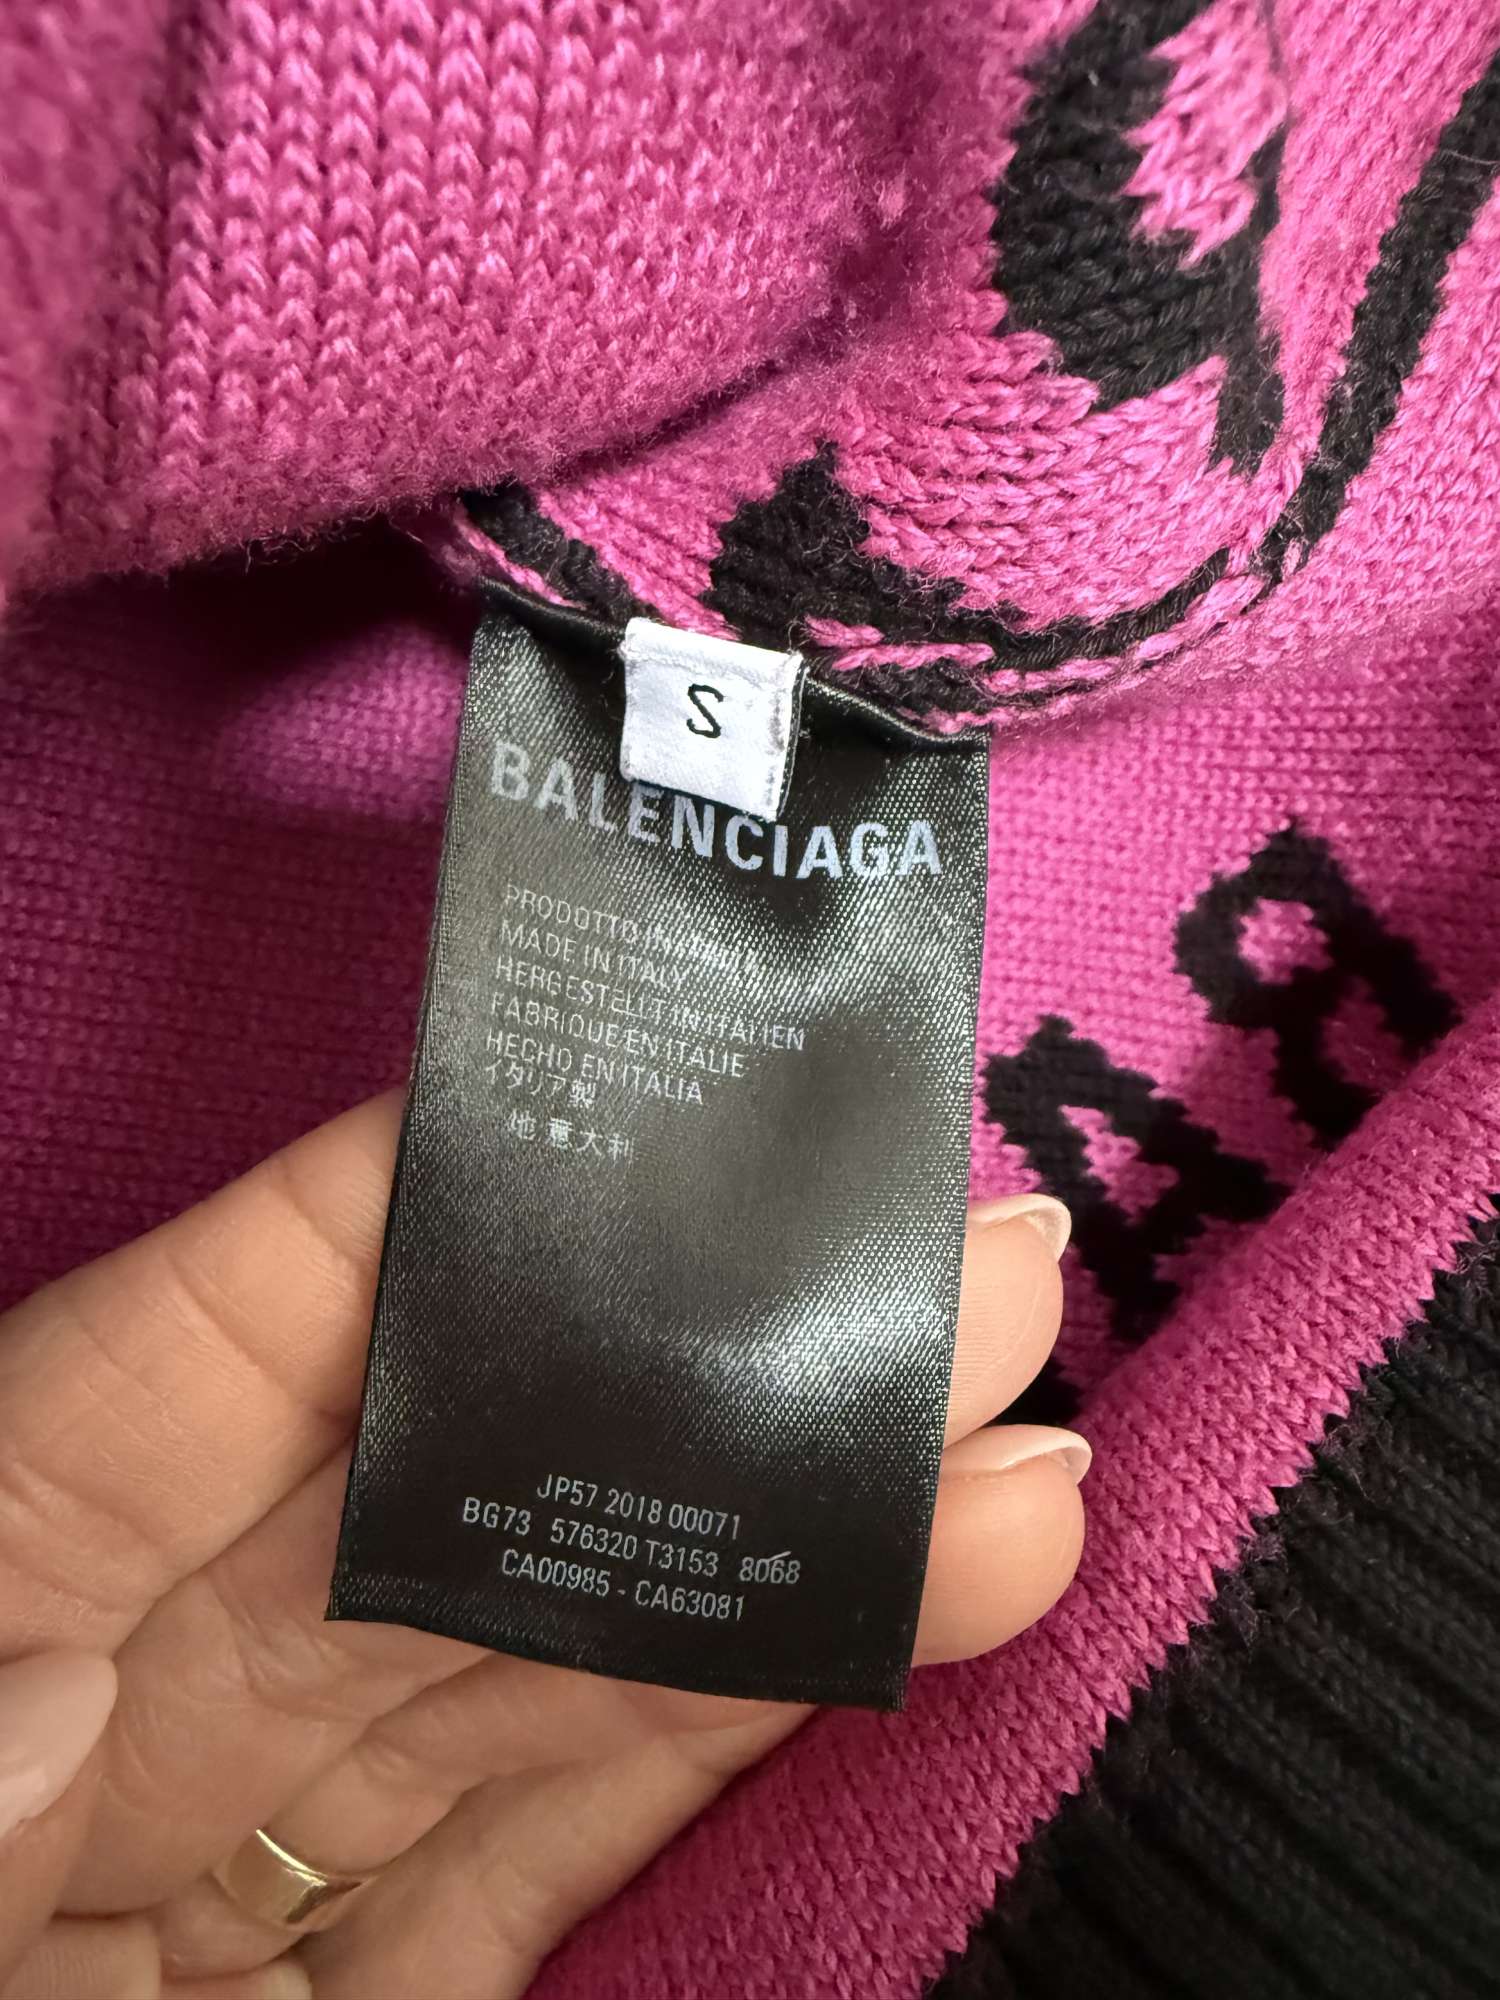 S
BALENCIAGA
PRODOTTO IN ITALIA
MADE IN ITALY
HERGESTELLT IN ITALIEN
FABRIQUE EN ITALIE
HECHO EN ITALIA
イタリア製
地意大利
JP57 2018 00071
BG73 576320 T3153 8068
CA00985 - CA63081